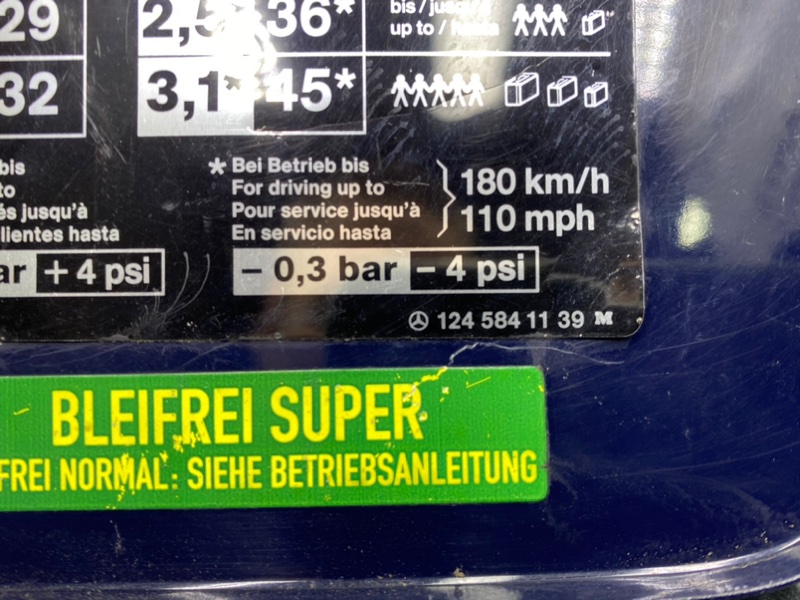 29 2,5* 36* bis / jusqu'à
up to / hasta
32 3,1* 45*
bis
to
és jusqu'à
lientes hasta
* Bei Betrieb bis
For driving up to
Pour service jusqu'à
En servicio hasta
180 km/h
110 mph
ar + 4 psi
– 0,3 bar – 4 psi
124 584 11 39 M
BLEIFREI SUPER
FREI NORMAL: SIEHE BETRIEBSANLEITUNG